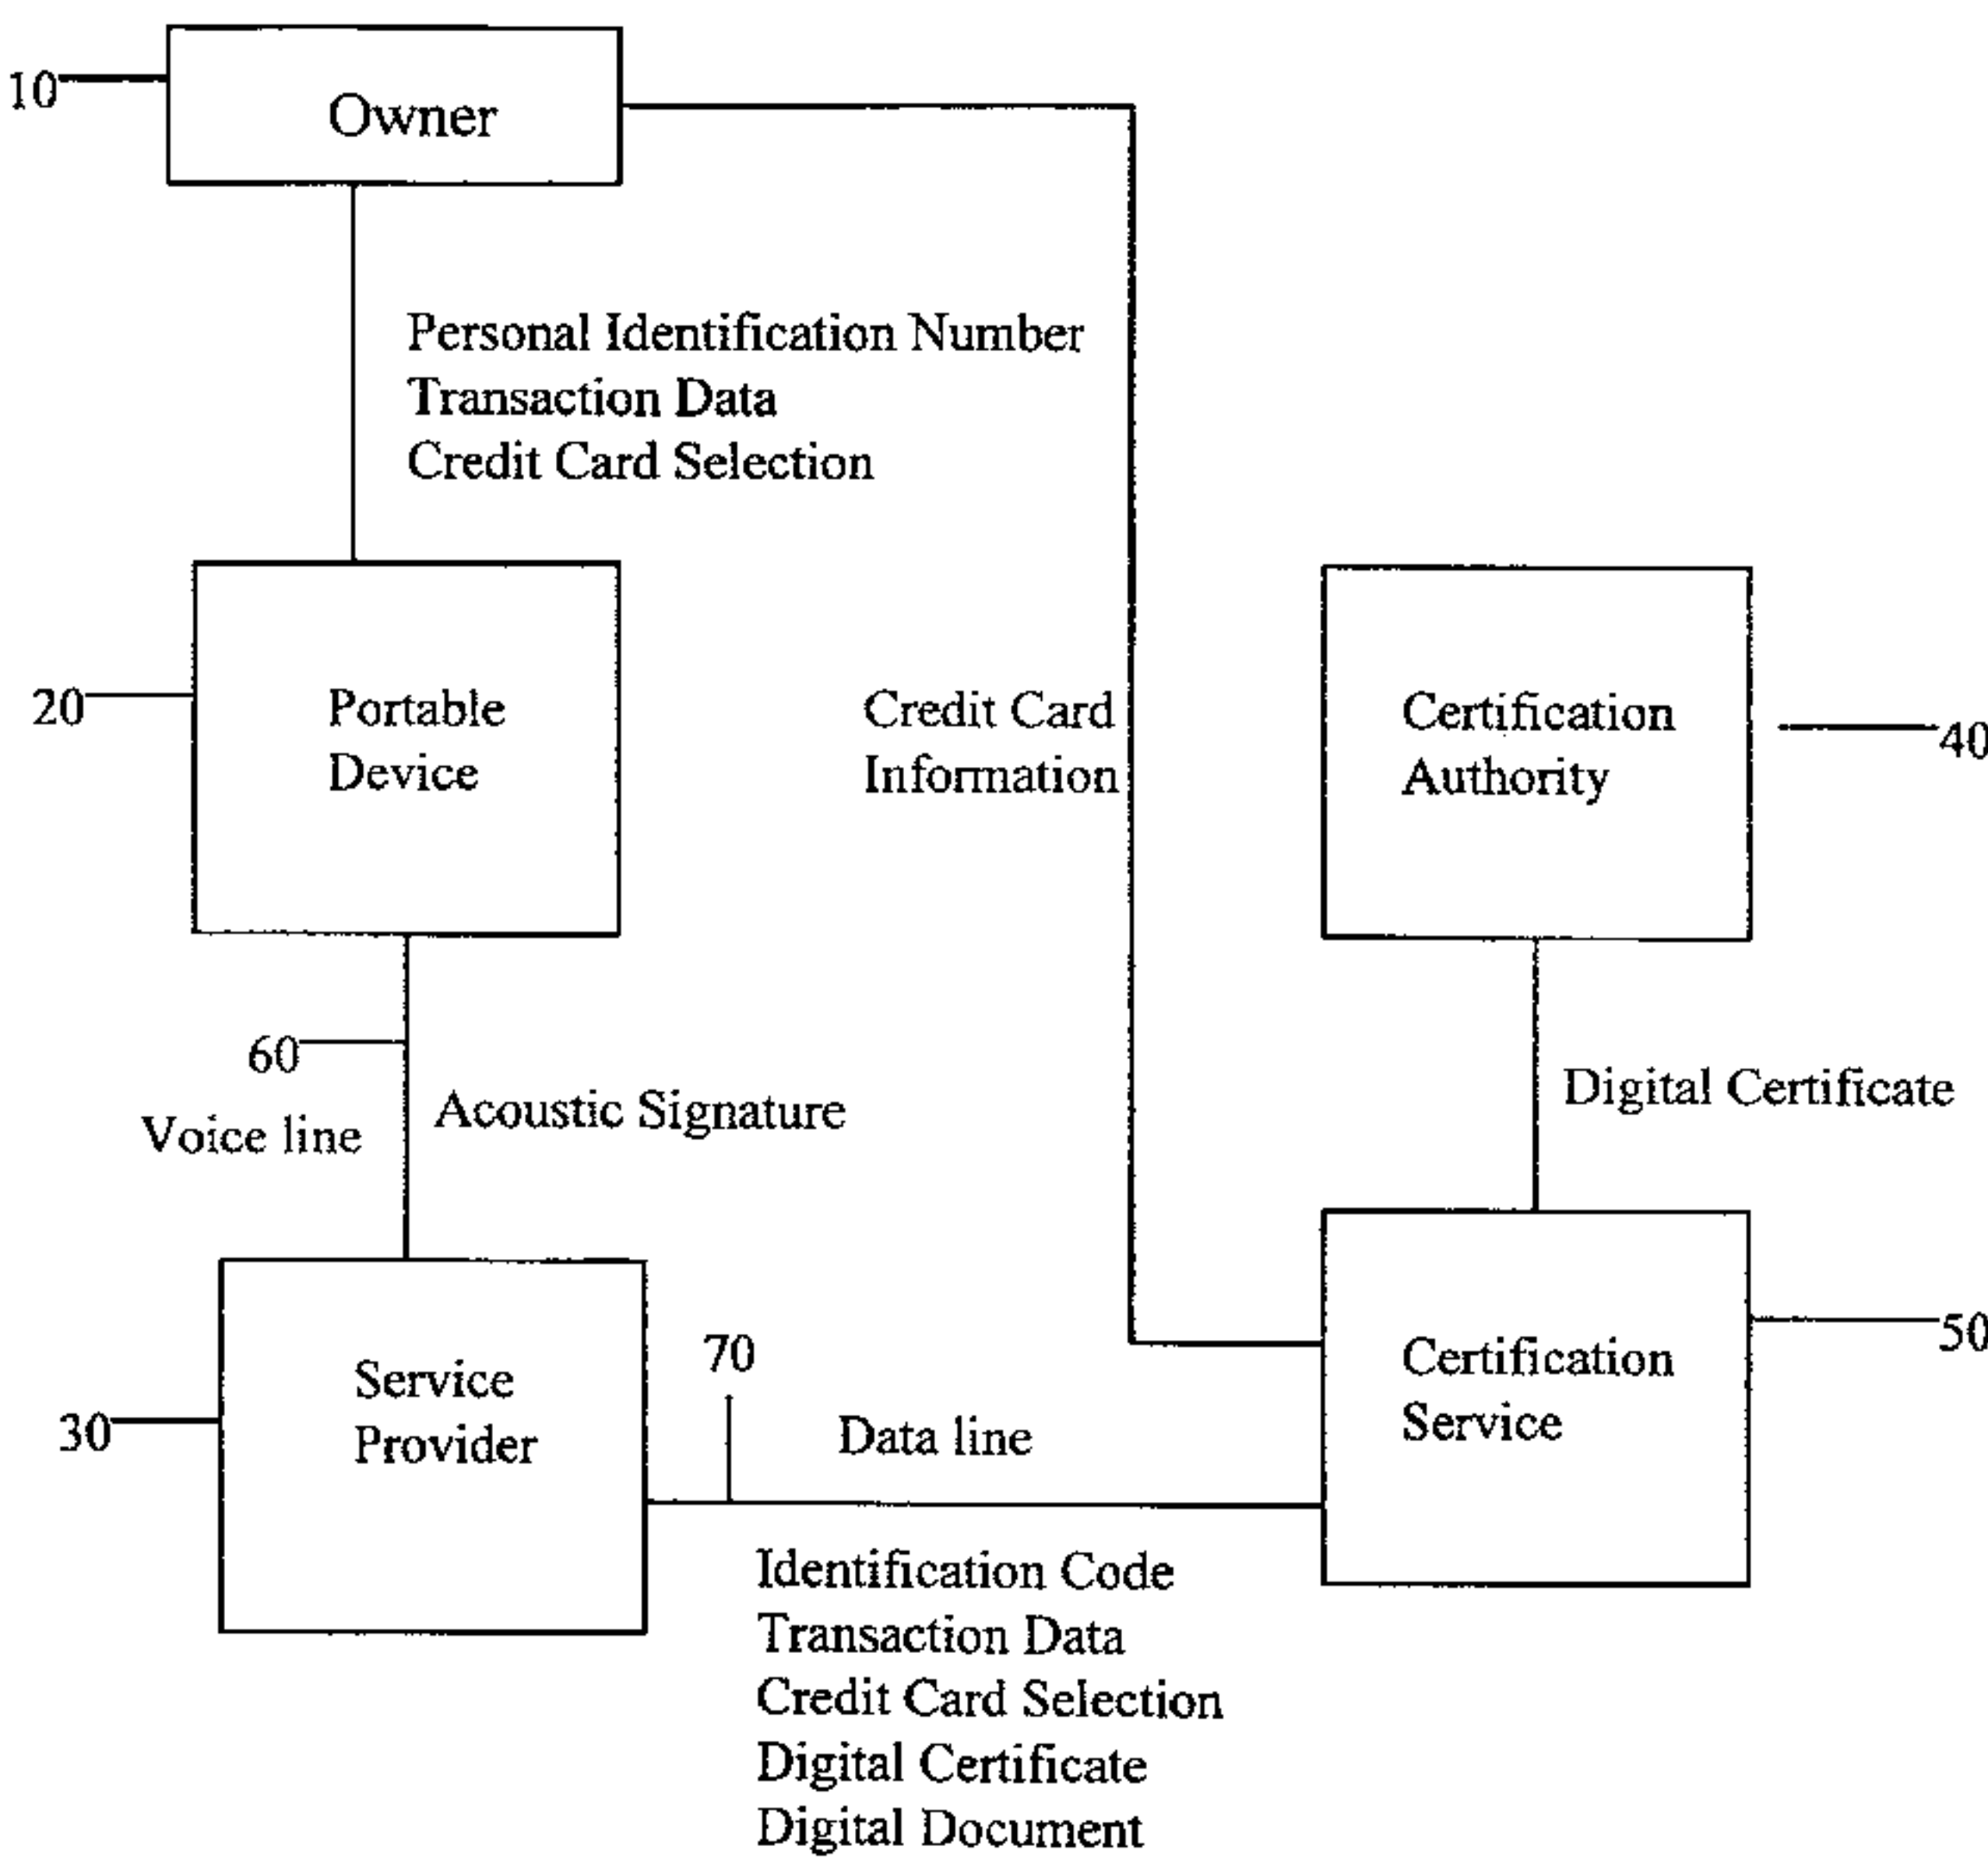 10
Owner
Personal Identification Number
Transaction Data
Credit Card Selection
20
Portable
Device
Credit Card
Information
Certification
Authority
40
60
Voice line
Acoustic Signature
Digital Certificate
30
Service
Provider
70
Data line
Certification
Service
50
Identification Code
Transaction Data
Credit Card Selection
Digital Certificate
Digital Document